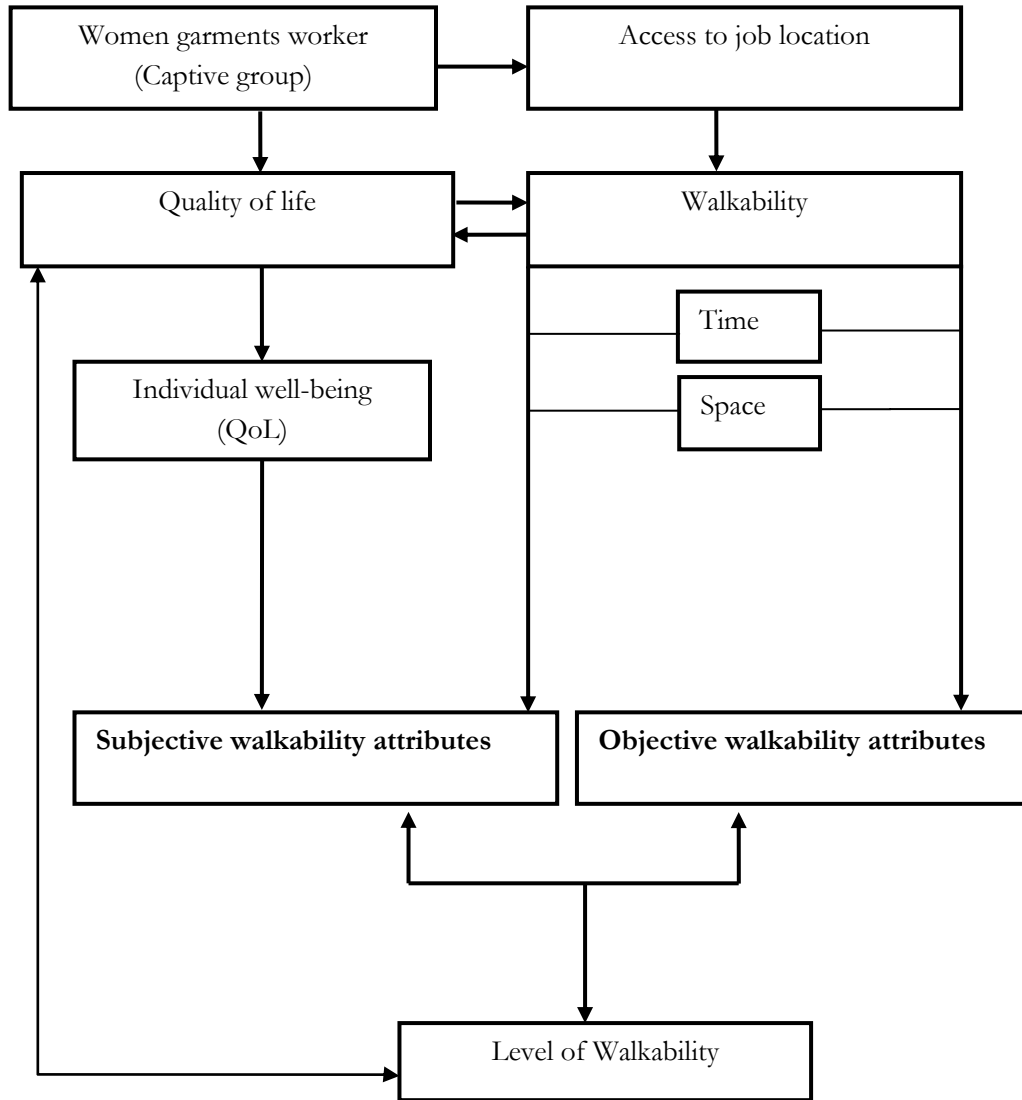 Women garments worker
(Captive group)
Access to job location
Quality of life
Walkability
Time
Individual well-being
(QoL)
Space
Subjective walkability attributes
Objective walkability attributes
Level of Walkability